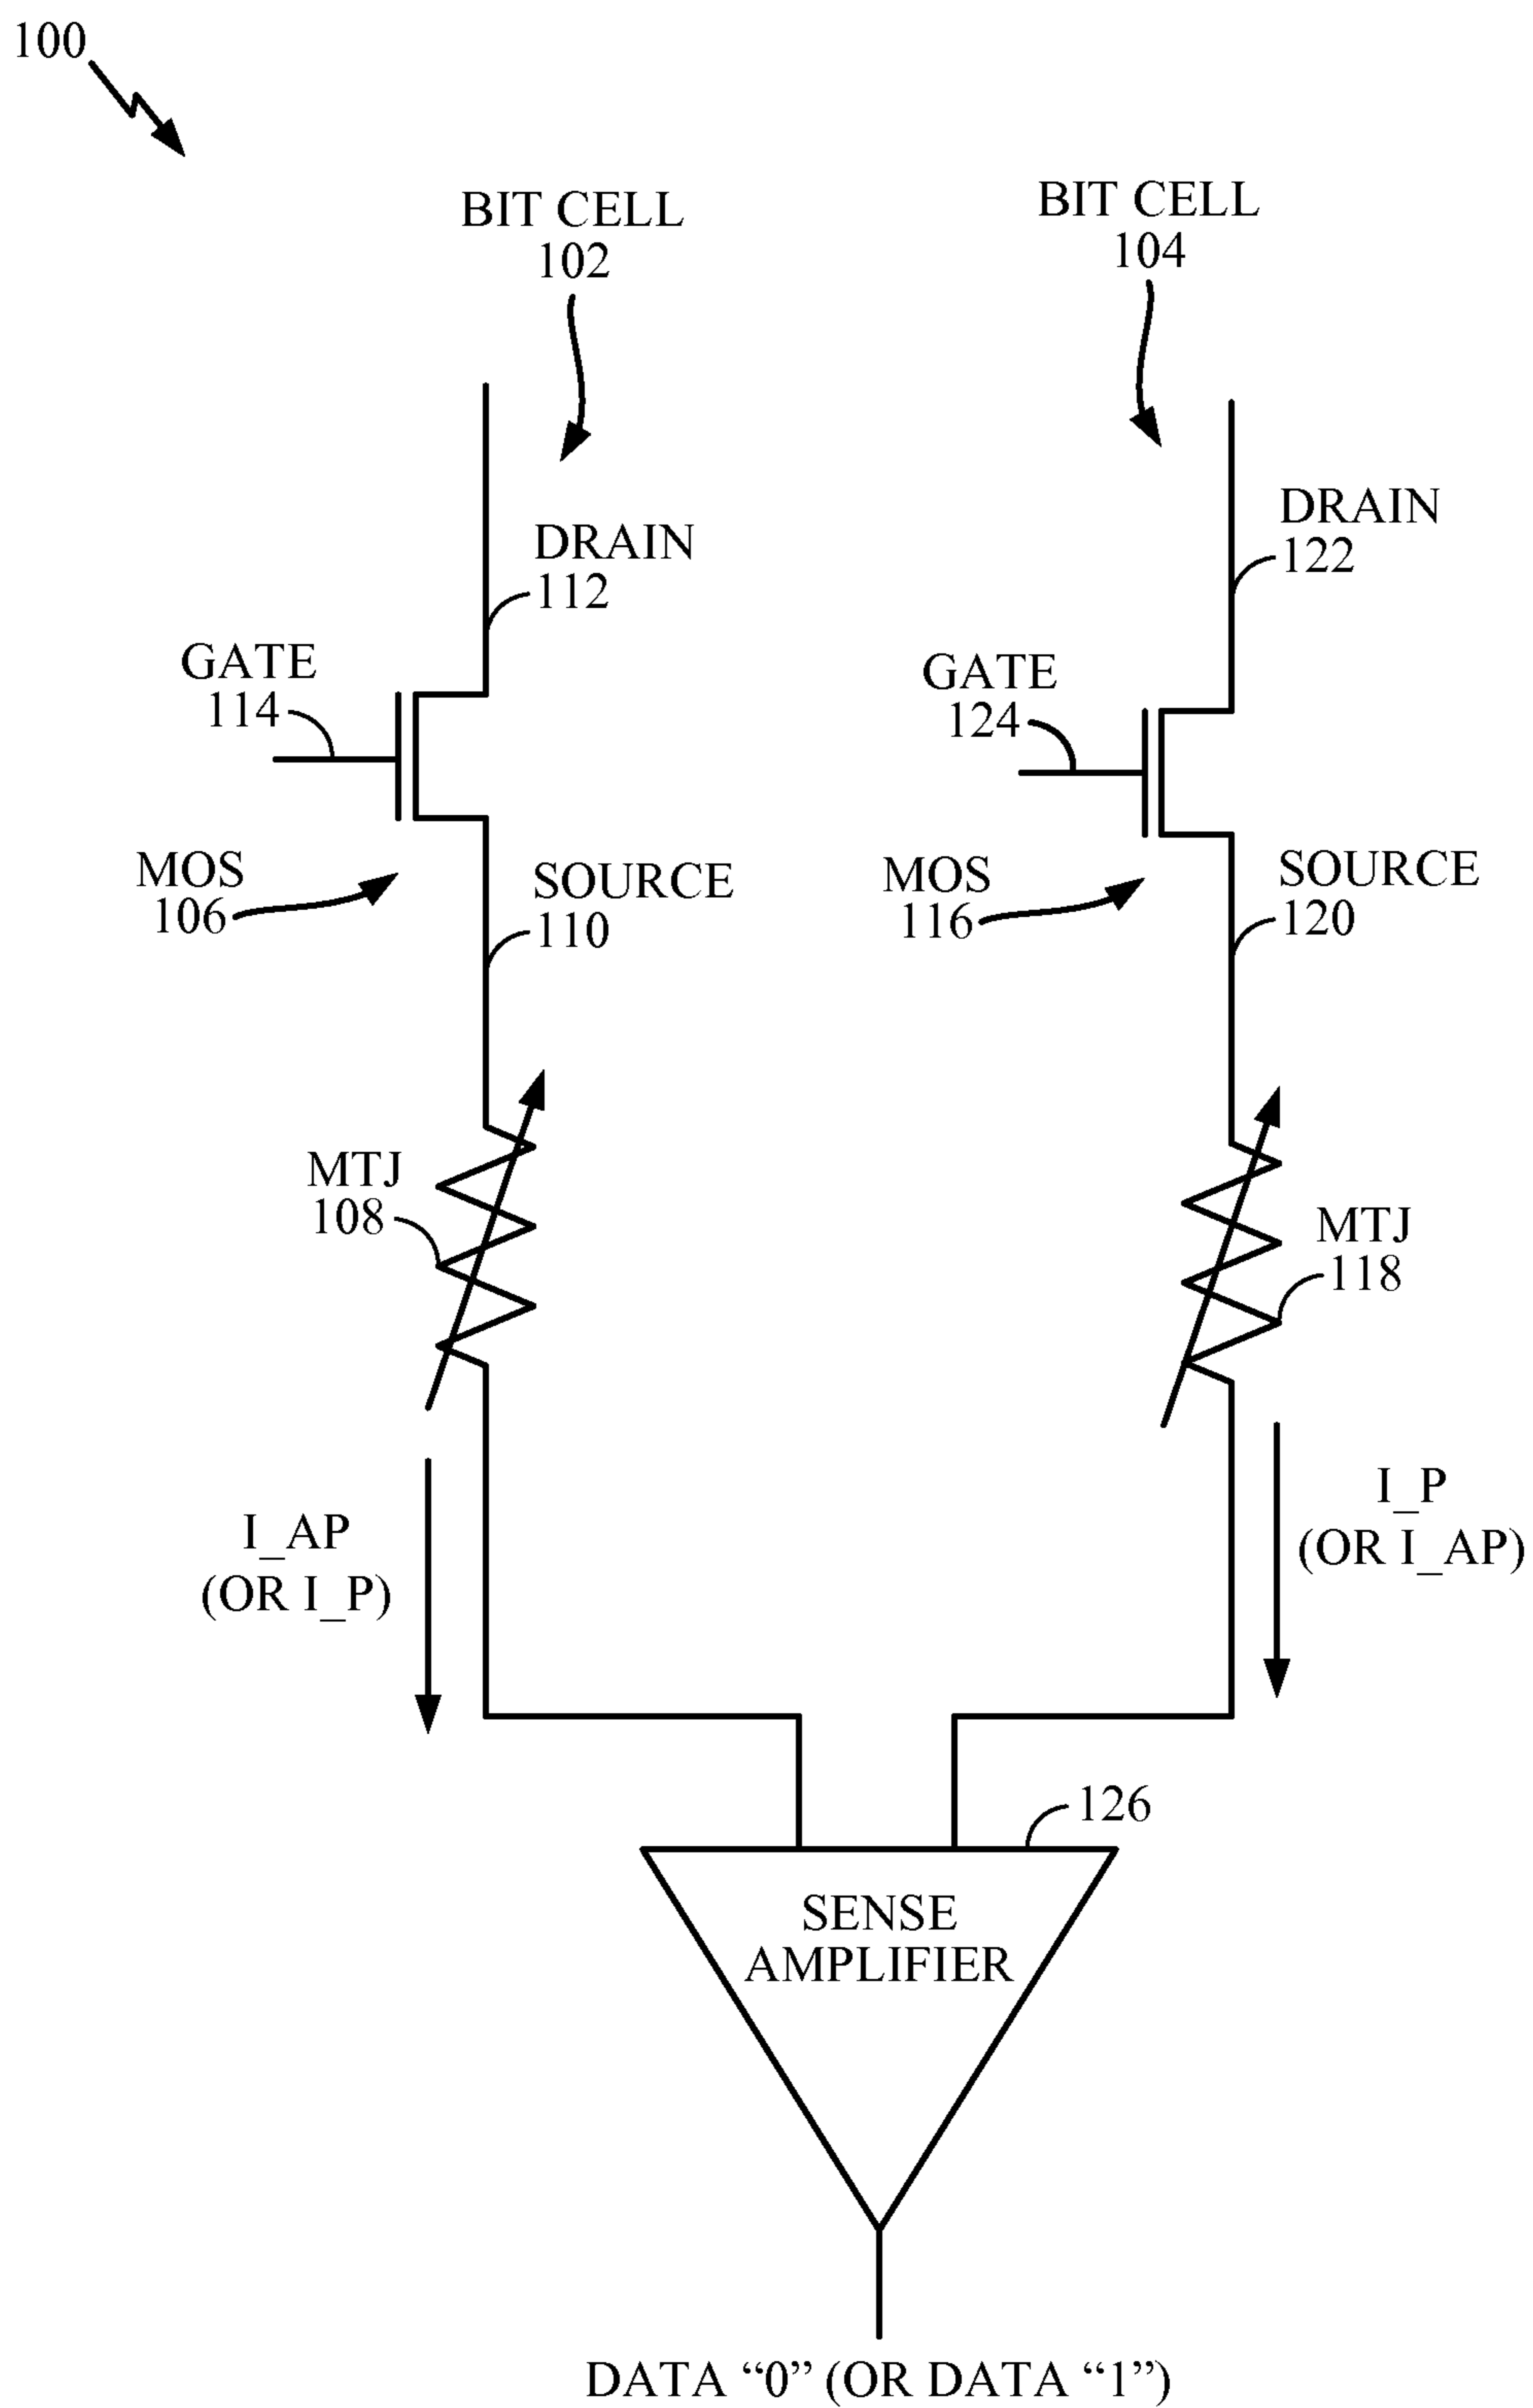 100
BIT CELL
102
BIT CELL
104
DRAIN
112
DRAIN
122
GATE
114
GATE
124
MOS
106
SOURCE
110
MOS
116
SOURCE
120
MTJ
108
MTJ
118
I_AP
(OR I_P)
I_P
(OR I_AP)
126
SENSE
AMPLIFIER
DATA “0” (OR DATA “1”)